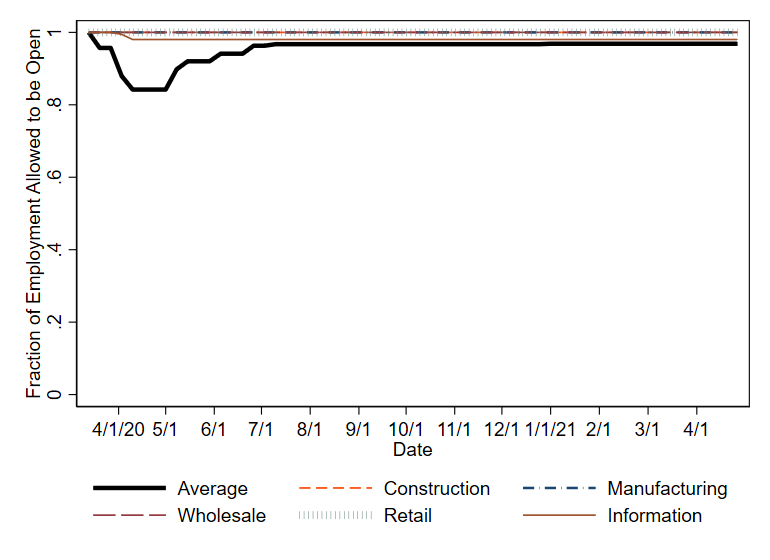 Fraction of Employment Allowed to be Open
1
.8
.6
.4
.2
0
4/1/20 5/1 6/1 7/1 8/1 9/1 10/1 11/1 12/1 1/1/21 2/1 3/1 4/1
Date
Average Construction Manufacturing
Wholesale Retail Information